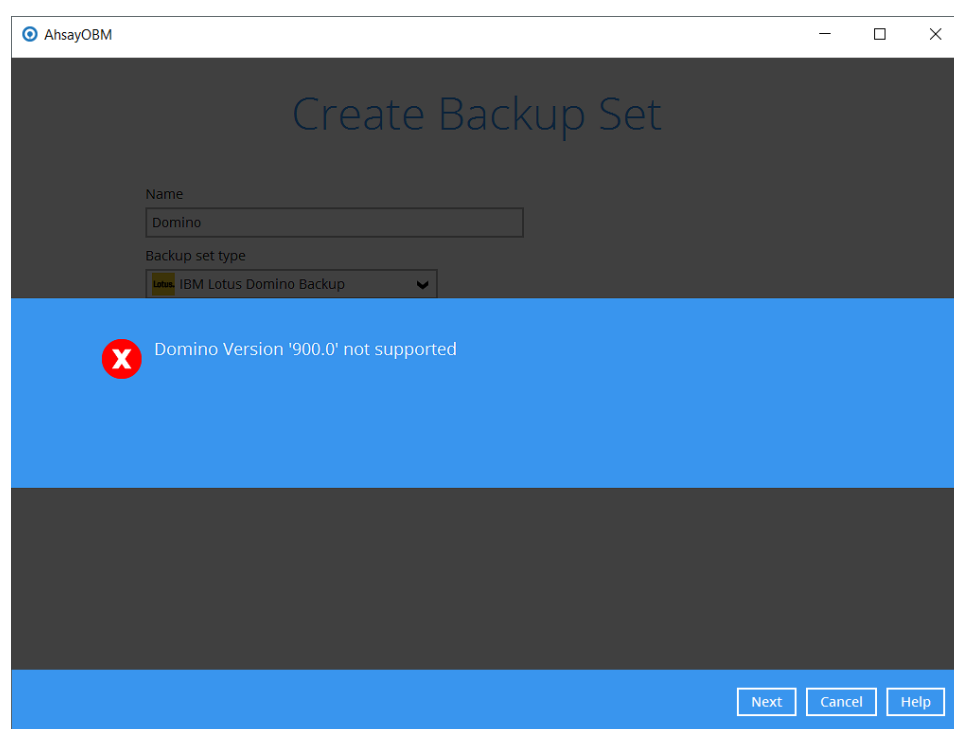 AhsayOBM
Create Backup Set
Name
Domino
Backup set type
Lotus. IBM Lotus Domino Backup
X Domino Version '900.0' not supported
Next Cancel Help